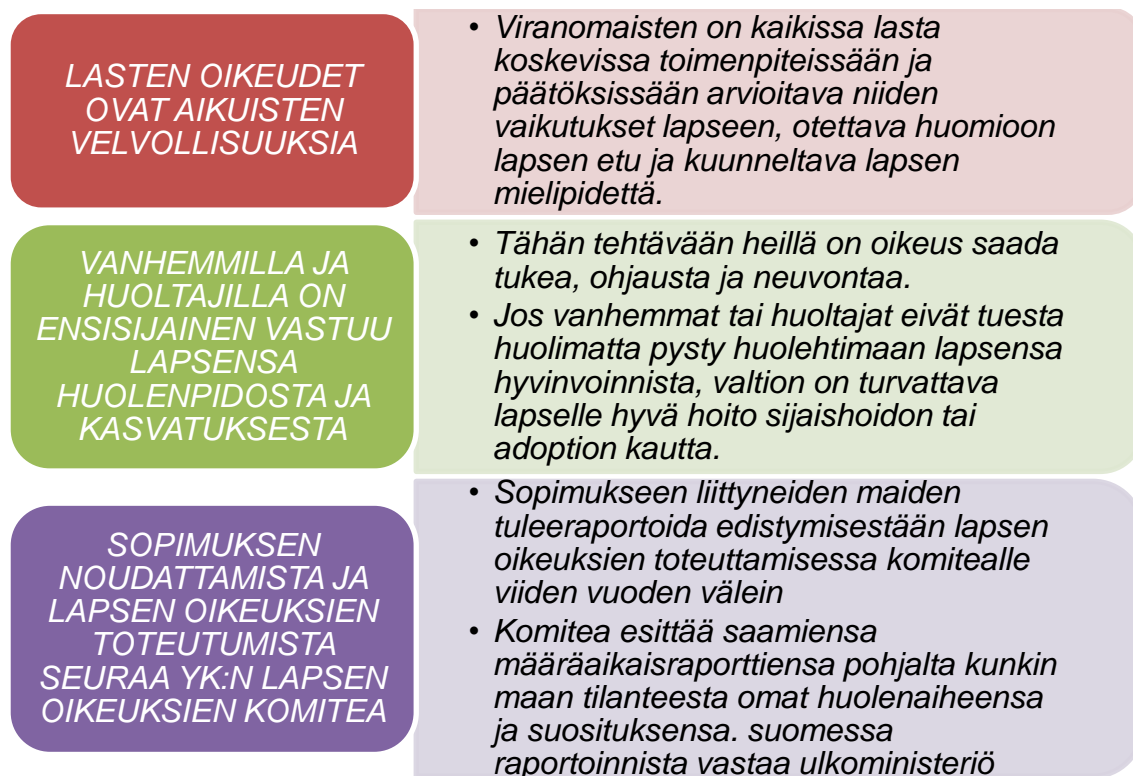 LASTEN OIKEUDET
OVAT AIKUISTEN
VELVOLLISUUKSIA
• Viranomaisten on kaikissa lasta
koskevissa toimenpiteissään ja
päätöksissään arvioitava niiden
vaikutukset lapseen, otettava huomioon
lapsen etu ja kuunneltava lapsen
mielipidettä.
VANHEMMILLA JA
HUOLTAJILLA ON
ENSISIJAINEN VASTUU
LAPSENSA
HUOLENPIDOSTA JA
KASVATUKSESTA
• Tähän tehtävään heillä on oikeus saada
tukea, ohjausta ja neuvontaa.
• Jos vanhemmat tai huoltajat eivät tuesta
huolimatta pysty huolehtimaan lapsensa
hyvinvoinnista, valtion on turvattava
lapselle hyvä hoito sijaishoidon tai
adoption kautta.
SOPIMUKSEN
NOUDATTAMISTA JA
LAPSEN OIKEUKSIEN
TOTEUTUMISTA
SEURAA YK:N LAPSEN
OIKEUKSIEN KOMITEA
• Sopimukseen liittyneiden maiden
tuleeraportoida edistymisestään lapsen
oikeuksien toteuttamisessa komitealle
viiden vuoden välein
• Komitea esittää saamiensa
määräaikaisraporttiensa pohjalta kunkin
maan tilanteesta omat huolenaiheensa
ja suosituksensa. suomessa
raportoinnista vastaa ulkoministeriö